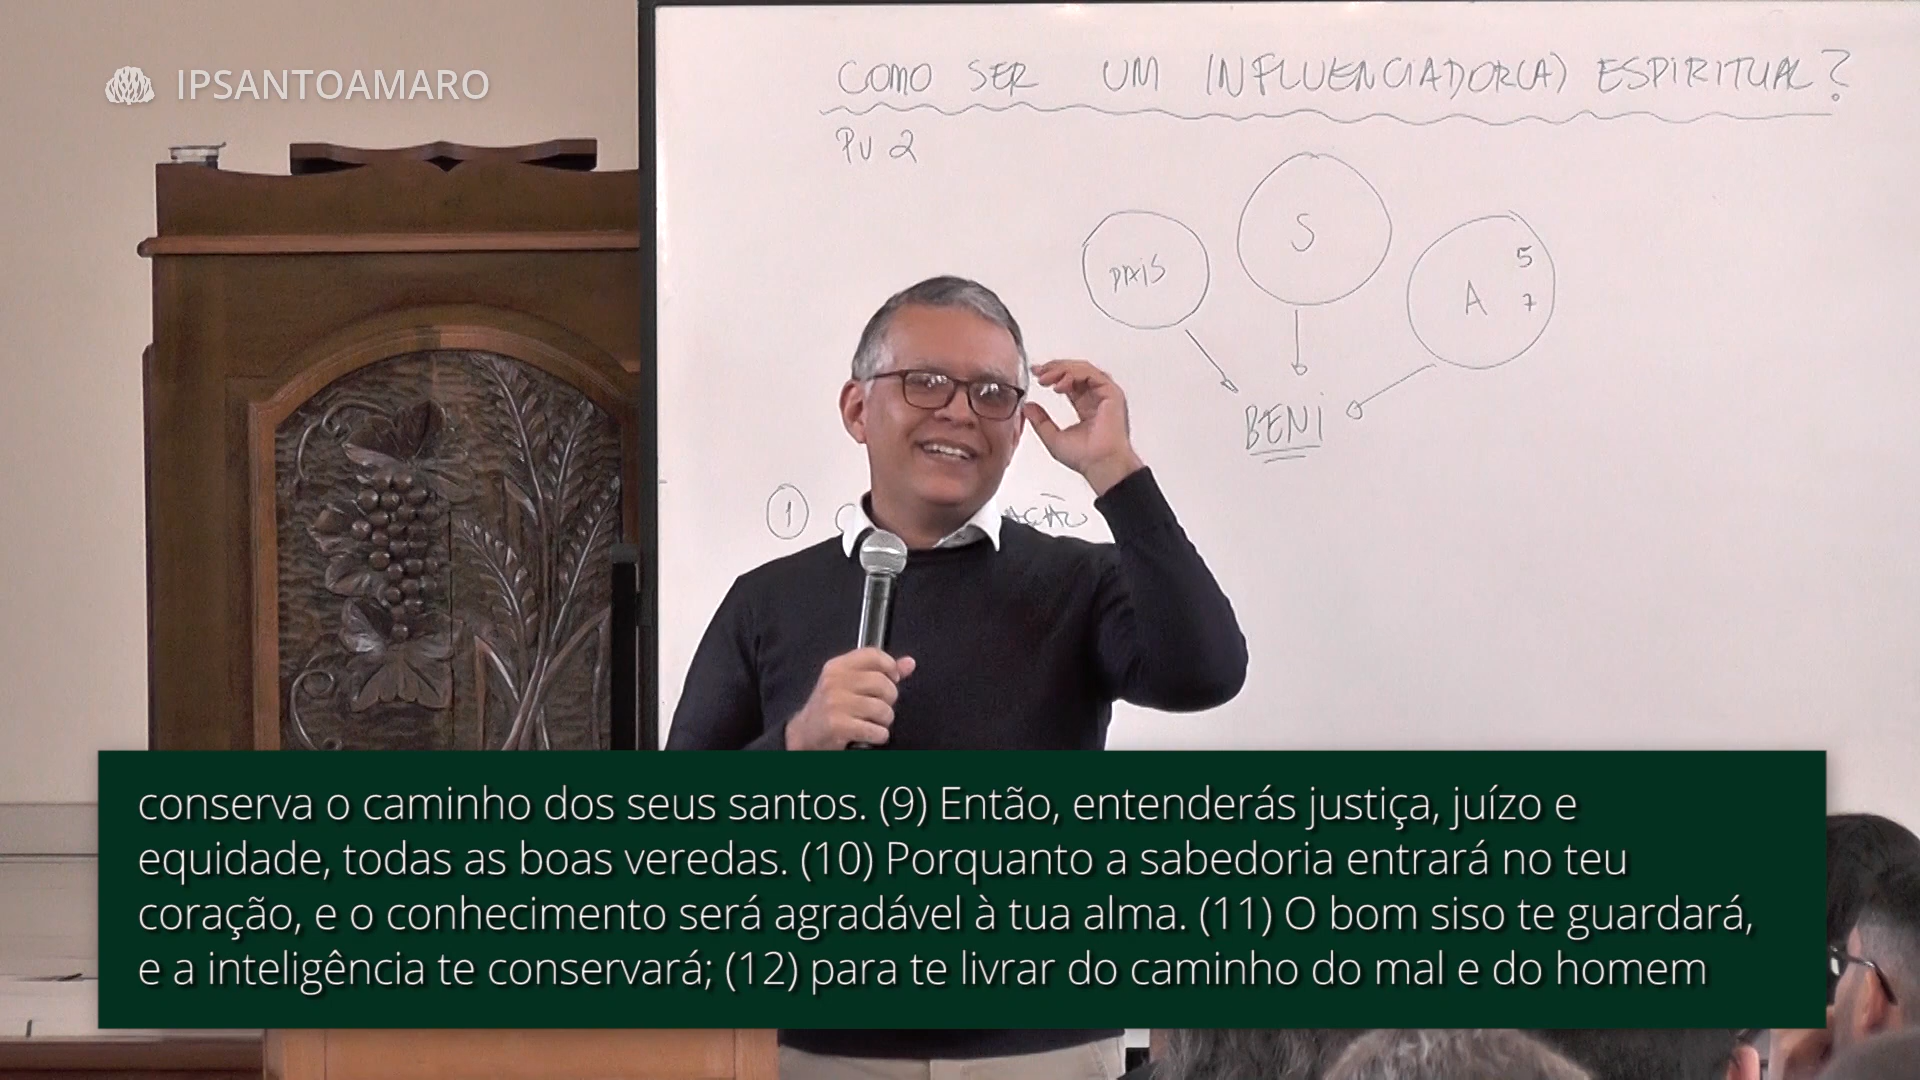 IPSANTOAMARO
COMO SER UM INFLUENCIADOR(A) ESPIRITUAL?
PV 2
PAIS
S
A
5
7
BENI
1
conserva o caminho dos seus santos. (9) Então, entenderás justiça, juízo e
equidade, todas as boas veredas. (10) Porquanto a sabedoria entrará no teu
coração, e o conhecimento será agradável à tua alma. (11) O bom siso te guardará,
e a inteligência te conservará; (12) para te livrar do caminho do mal e do homem